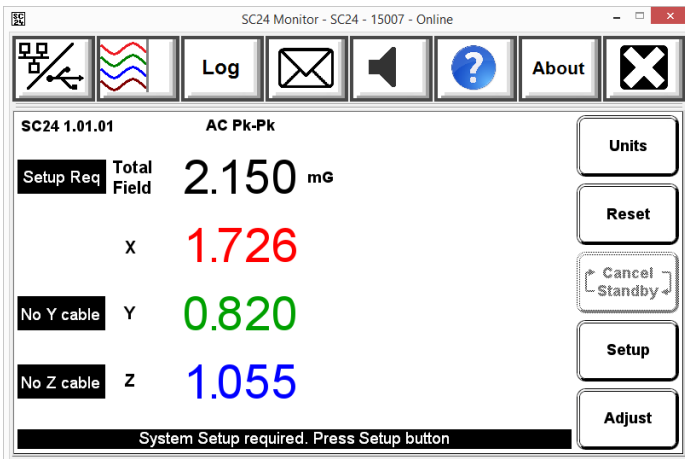 SC
24
SC24 Monitor - SC24 - 15007 - Online
Log
?
About
SC24 1.01.01
AC Pk-Pk
Setup Req
Total
Field
2.150 mG
X
1.726
No Y cable
Y
0.820
No Z cable
Z
1.055
System Setup required. Press Setup button
Units
Reset
Cancel
Standby
Setup
Adjust